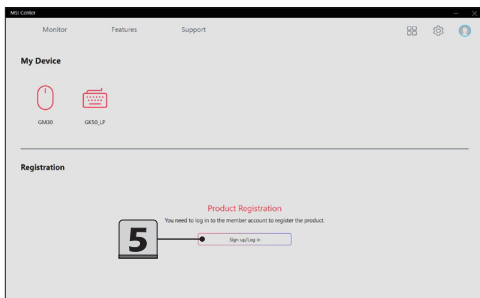 MSI Center
Monitor Features Support
My Device
GM30 GK50_LP
Registration
Product Registration
You need to log in to the member account to register the product.
5 Sign up/Log in